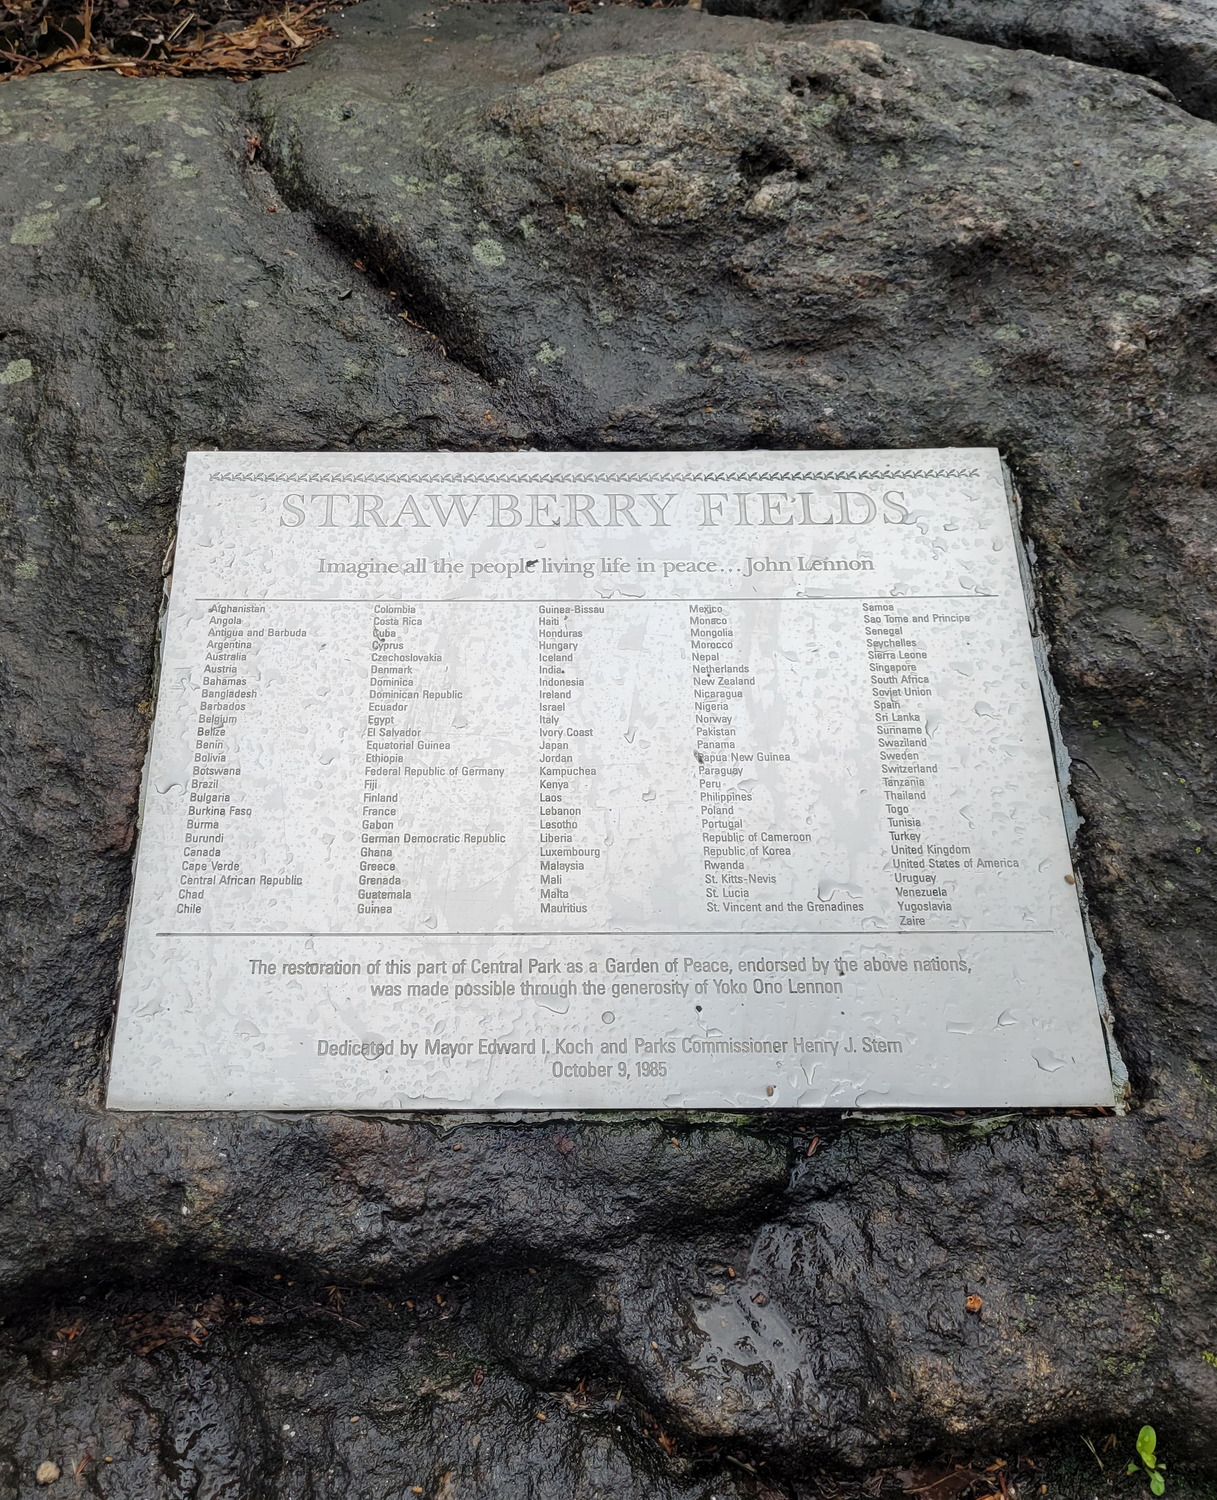 STRAWBERRY FIELDS
Imagine all the people living life in peace...John Lennon
Afghanistan
Angola
Antigua and Barbuda
Argentina
Australia
Austria
Bahamas
Bangladesh
Barbados
Belgium
Belize
Benin
Bolivia
Botswana
Brazil
Bulgaria
Burkina Faso
Burma
Burundi
Canada
Cape Verde
Central African Republic
Chad
Chile
Colombia
Costa Rica
Cuba
Cyprus
Czechoslovakia
Denmark
Dominica
Dominican Republic
Ecuador
Egypt
El Salvador
Equatorial Guinea
Ethiopia
Federal Republic of Germany
Fiji
Finland
France
Gabon
German Democratic Republic
Ghana
Greece
Grenada
Guatemala
Guinea
Guinea-Bissau
Haiti
Honduras
Hungary
Iceland
India
Indonesia
Ireland
Israel
Italy
Ivory Coast
Japan
Jordan
Kampuchea
Kenya
Laos
Lebanon
Lesotho
Liberia
Luxembourg
Malaysia
Mali
Malta
Mauritius
Mexico
Monaco
Mongolia
Morocco
Nepal
Netherlands
New Zealand
Nicaragua
Nigeria
Norway
Pakistan
Panama
Papua New Guinea
Paraguay
Peru
Philippines
Poland
Portugal
Republic of Cameroon
Republic of Korea
Rwanda
St. Kitts-Nevis
St. Lucia
St. Vincent and the Grenadines
Samoa
Sao Tome and Principe
Senegal
Seychelles
Sierra Leone
Singapore
South Africa
Soviet Union
Spain
Sri Lanka
Suriname
Swaziland
Sweden
Switzerland
Tanzania
Thailand
Togo
Tunisia
Turkey
United Kingdom
United States of America
Uruguay
Venezuela
Yugoslavia
Zaire
The restoration of this part of Central Park as a Garden of Peace, endorsed by the above nations,
was made possible through the generosity of Yoko Ono Lennon
Dedicated by Mayor Edward I. Koch and Parks Commissioner Henry J. Stern
October 9, 1985